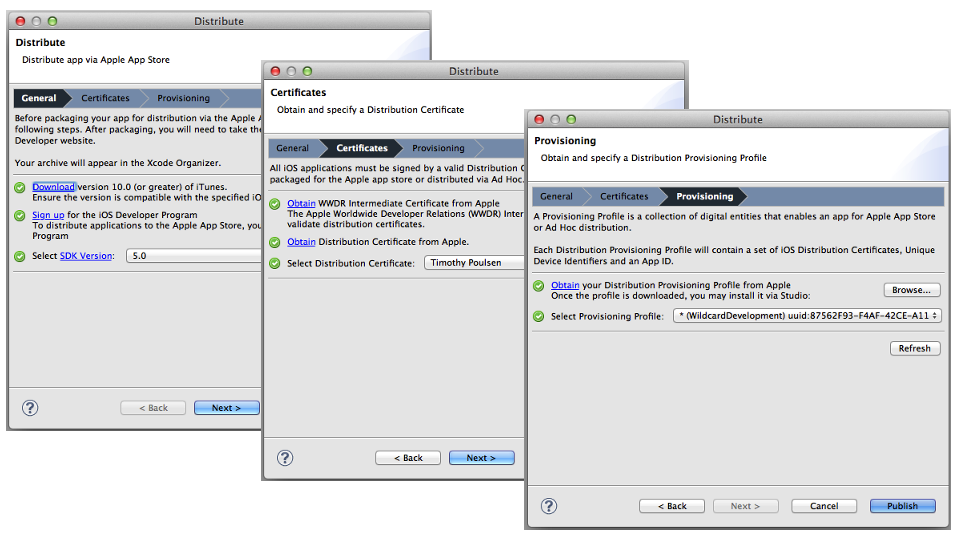 Distribute
Distribute
Distribute app via Apple App Store
General Certificates Provisioning
Before packaging your app for distribution via the Apple A
following steps. After packaging, you will need to take the
Developer website.
Your archive will appear in the Xcode Organizer.
Download version 10.0 (or greater) of iTunes.
Ensure the version is compatible with the specified iO
Sign up for the iOS Developer Program
To distribute applications to the Apple App Store, you
Program
Select SDK Version: 5.0
? < Back Next >
Distribute
Certificates
Obtain and specify a Distribution Certificate
General Certificates Provisioning
All iOS applications must be signed by a valid Distribution C
packaged for the Apple app store or distributed via Ad Hoc.
Obtain WWDR Intermediate Certificate from Apple
The Apple Worldwide Developer Relations (WWDR) Inter
validate distribution certificates.
Obtain Distribution Certificate from Apple.
Select Distribution Certificate: Timothy Poulsen
? < Back Next >
Distribute
Provisioning
Obtain and specify a Distribution Provisioning Profile
General Certificates Provisioning
A Provisioning Profile is a collection of digital entities that enables an app for Apple App Store
or Ad Hoc distribution.
Each Distribution Provisioning Profile will contain a set of iOS Distribution Certificates, Unique
Device Identifiers and an App ID.
Obtain your Distribution Provisioning Profile from Apple
Once the profile is downloaded, you may install it via Studio: Browse...
Select Provisioning Profile: * (WildcardDevelopment) uuid:87562F93-F4AF-42CE-A11
Refresh
? < Back Next > Cancel Publish